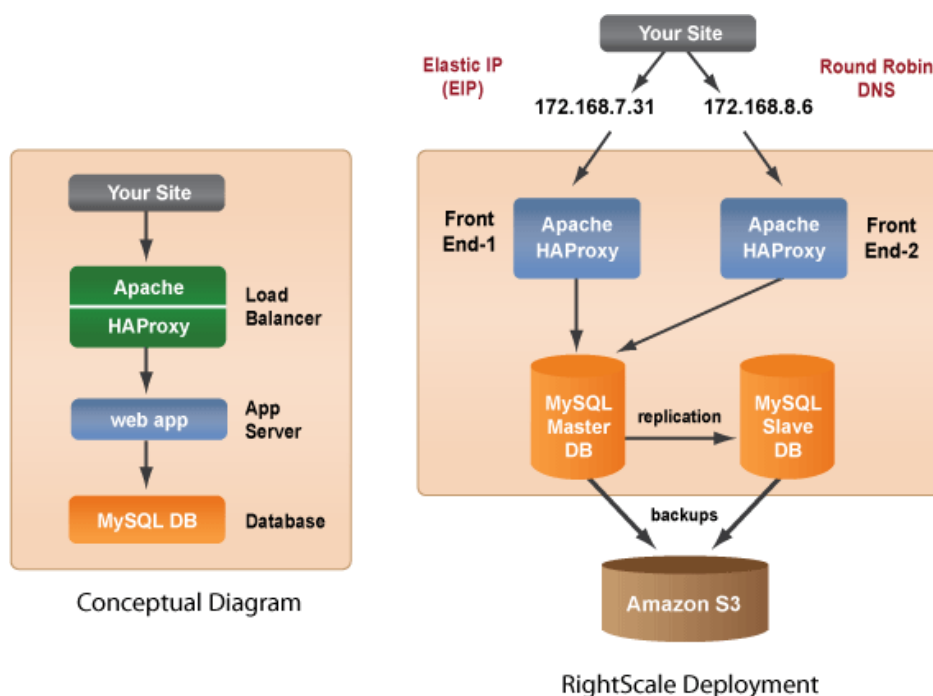 Your Site
Apache
HAProxy
Load
Balancer
web app
App
Server
MySQL DB
Database
Conceptual Diagram
Your Site
Elastic IP
(EIP)
Round Robin
DNS
172.168.7.31
172.168.8.6
Front
End-1
Apache
HAProxy
Apache
HAProxy
Front
End-2
MySQL
Master
DB
replication
MySQL
Slave
DB
backups
Amazon S3
RightScale Deployment